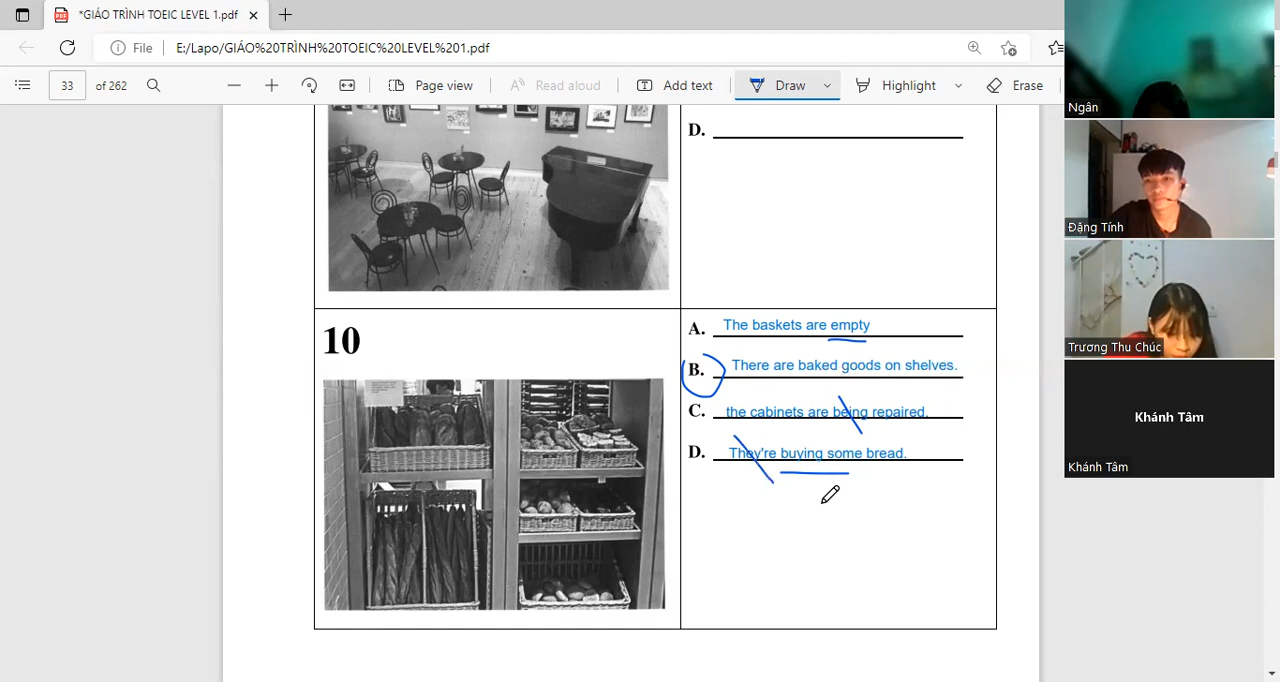 *GIÁO TRÌNH TOEIC LEVEL 1.pdf
File E:/Lapo/GIÁO%20TRÌNH%20TOEIC%20LEVEL%201.pdf
33 of 262 Page view Read aloud Add text Draw Highlight Erase
D.
10
A. The baskets are empty
B. There are baked goods on shelves.
C. the cabinets are being repaired.
D. They're buying some bread.
Ngân
Đặng Tính
Trương Thu Chúc
Khánh Tâm
Khánh Tâm